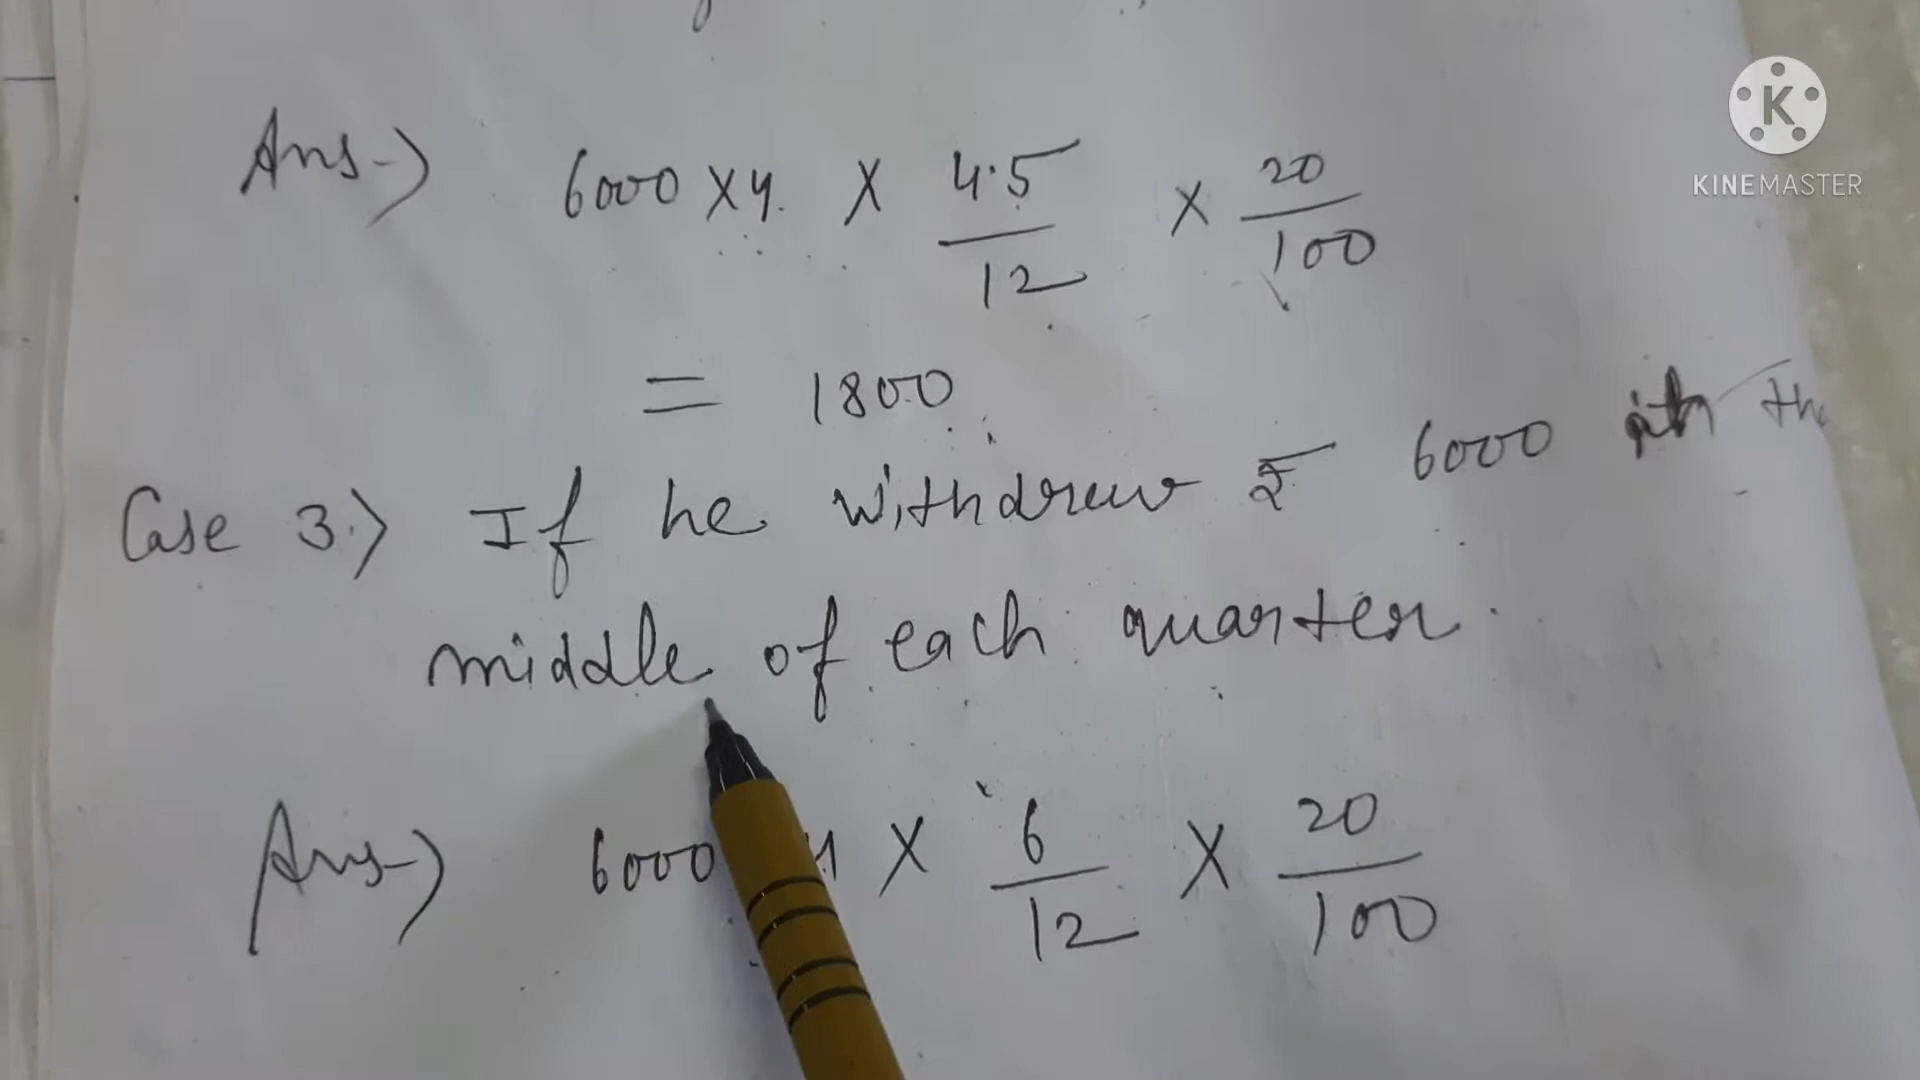 Ans→ 6000 x 4 x 4.5/12 x 20/100
= 1800
Case 3.) If he withdrew ₹ 6000 in the
middle of each quarter.
Ans→ 6000 x 6/12 x 20/100
K
KINEMASTER